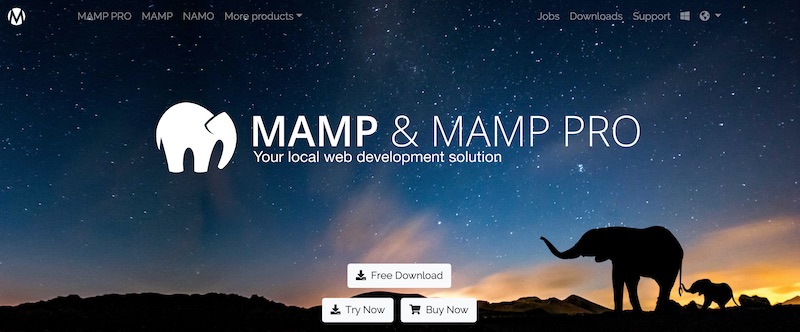 M
MAMP PRO MAMP NAMO More products Jobs Downloads Support
MAMP & MAMP PRO
Your local web development solution
Free Download
Try Now Buy Now